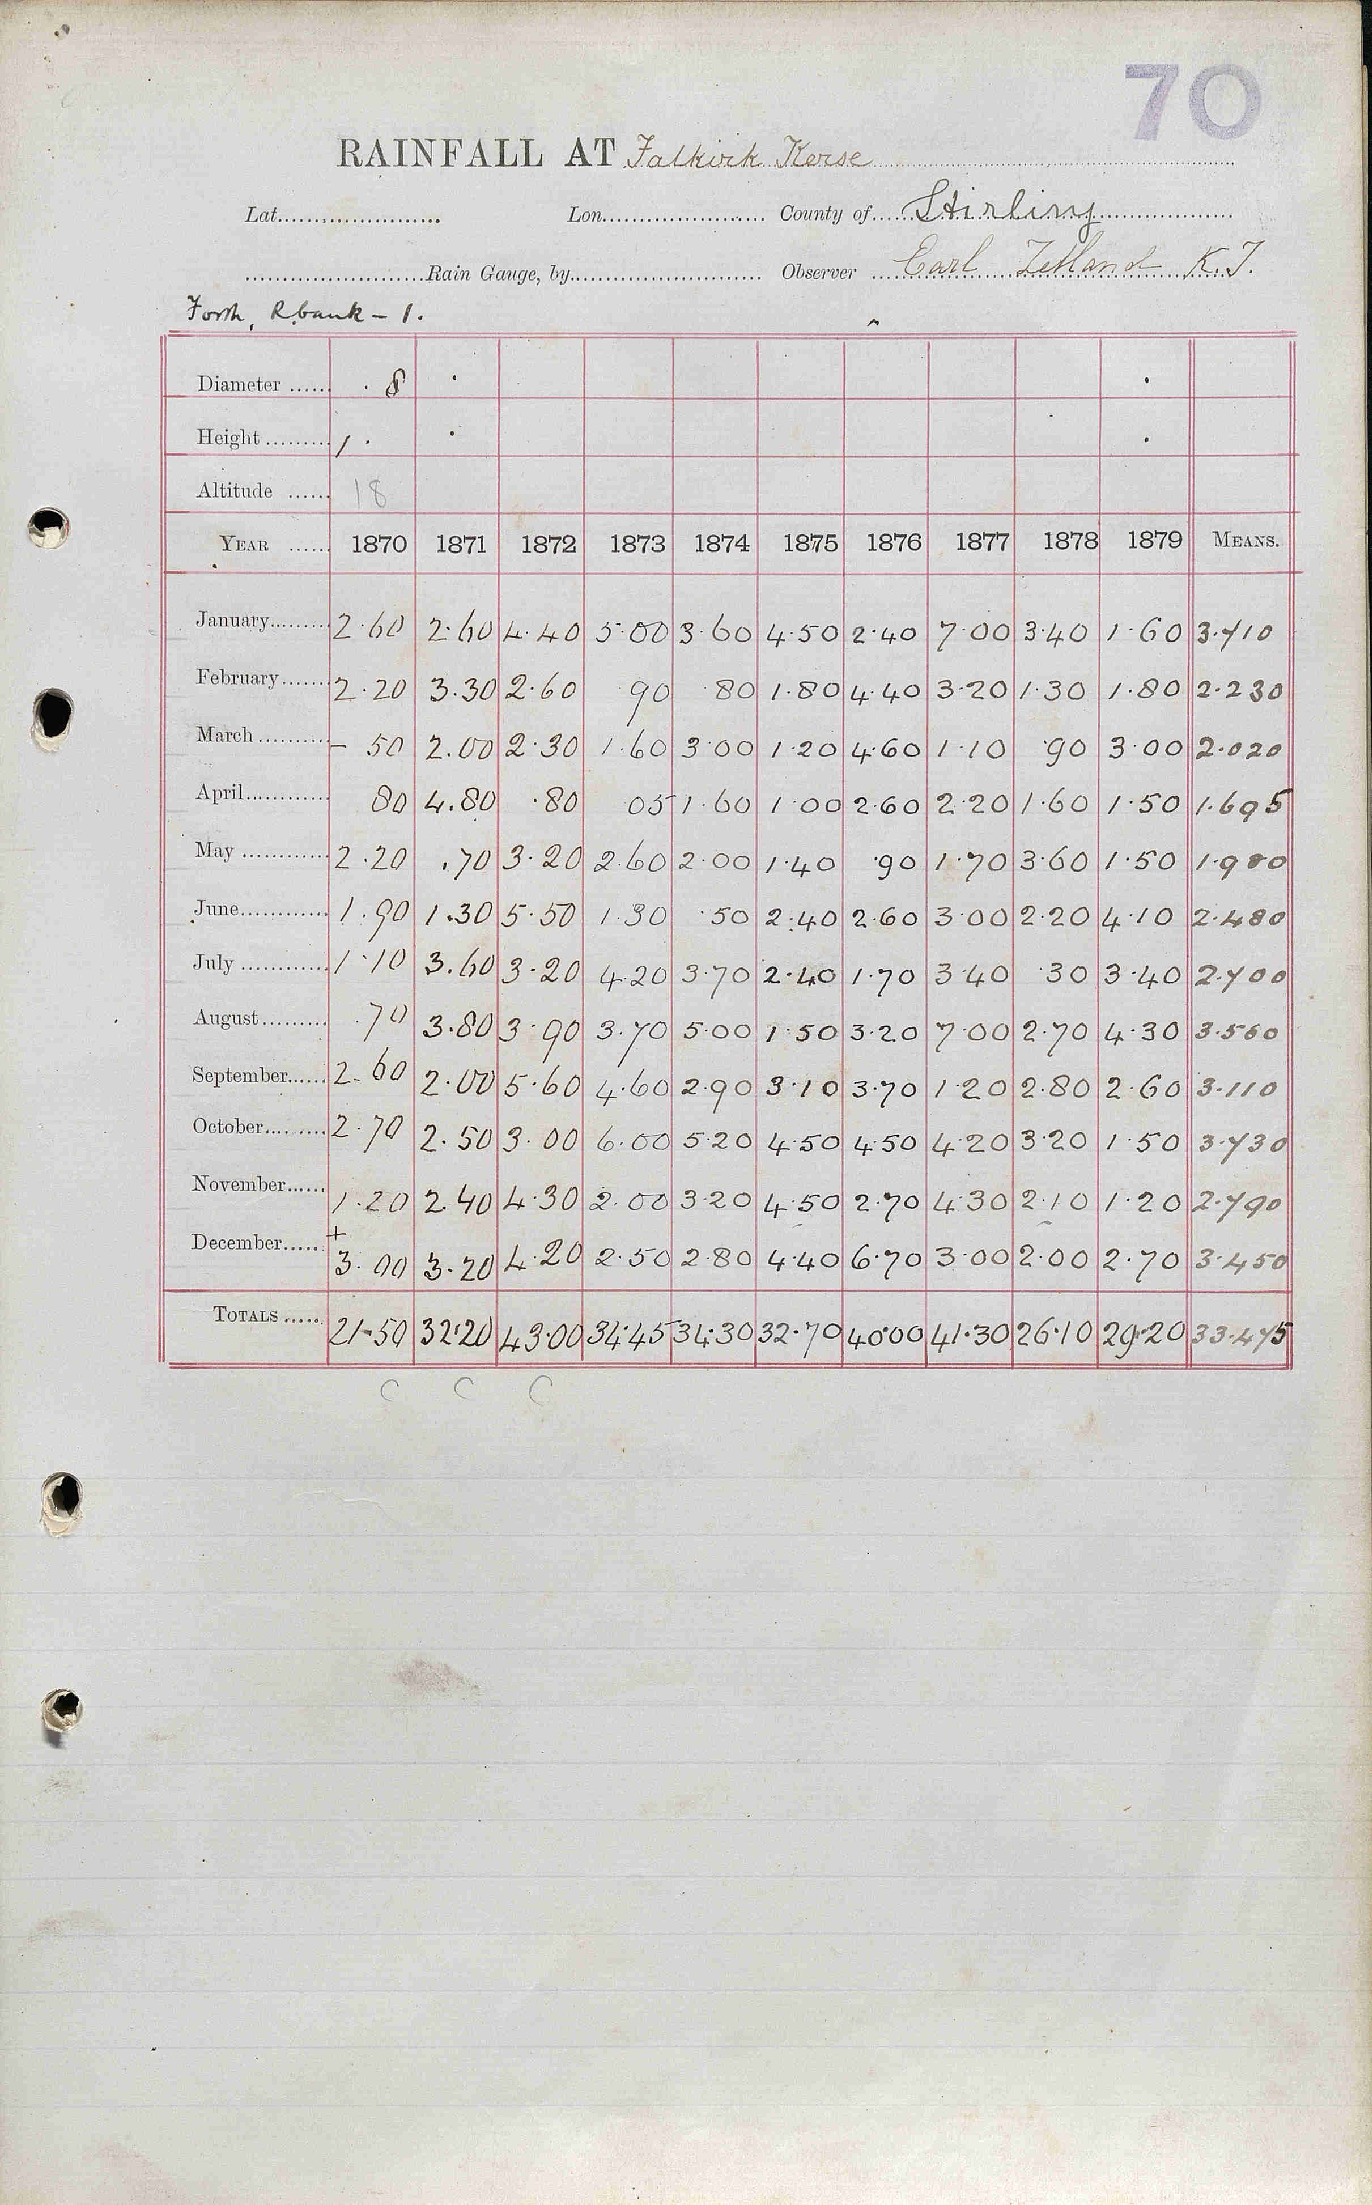 70
RAINFALL AT Falkirk Kerse
Lat. Lon. County of Stirling
Rain Gauge, by Observer Earl Zetland K.T.
Forth, R. bank - 1.
Diameter . 8
Height 1.
Altitude 18
YEAR 1870 1871 1872 1873 1874 1875 1876 1877 1878 1879 MEANS.
January 2.60 2.60 4.40 5.00 3.60 4.50 2.40 7.00 3.40 1.60 3.710
February 2.20 3.30 2.60 .90 .80 1.80 4.40 3.20 1.30 1.80 2.230
March - 50 2.00 2.30 1.60 3.00 1.20 4.60 1.10 .90 3.00 2.020
April 80 4.80 .80 .05 1.60 1.00 2.60 2.20 1.60 1.50 1.695
May 2.20 .70 3.20 2.60 2.00 1.40 .90 1.70 3.60 1.50 1.980
June 1.90 1.30 5.50 1.30 .50 2.40 2.60 3.00 2.20 4.10 2.480
July 1.10 3.60 3.20 4.20 3.70 2.40 1.70 3.40 .30 3.40 2.700
August .70 3.80 3.90 3.70 5.00 1.50 3.20 7.00 2.70 4.30 3.580
September 2.60 2.00 5.60 4.60 2.90 3.10 3.70 1.20 2.80 2.60 3.110
October 2.70 2.50 3.00 6.00 5.20 4.50 4.50 4.20 3.20 1.50 3.730
November 1.20 2.40 4.30 2.00 3.20 4.50 2.70 4.30 2.10 1.20 2.790
December + 3.00 3.20 4.20 2.50 2.80 4.40 6.70 3.00 2.00 2.70 3.450
TOTALS 21.50 32.20 43.00 34.45 34.30 32.70 40.00 41.30 26.10 29.20 33.475
C C C